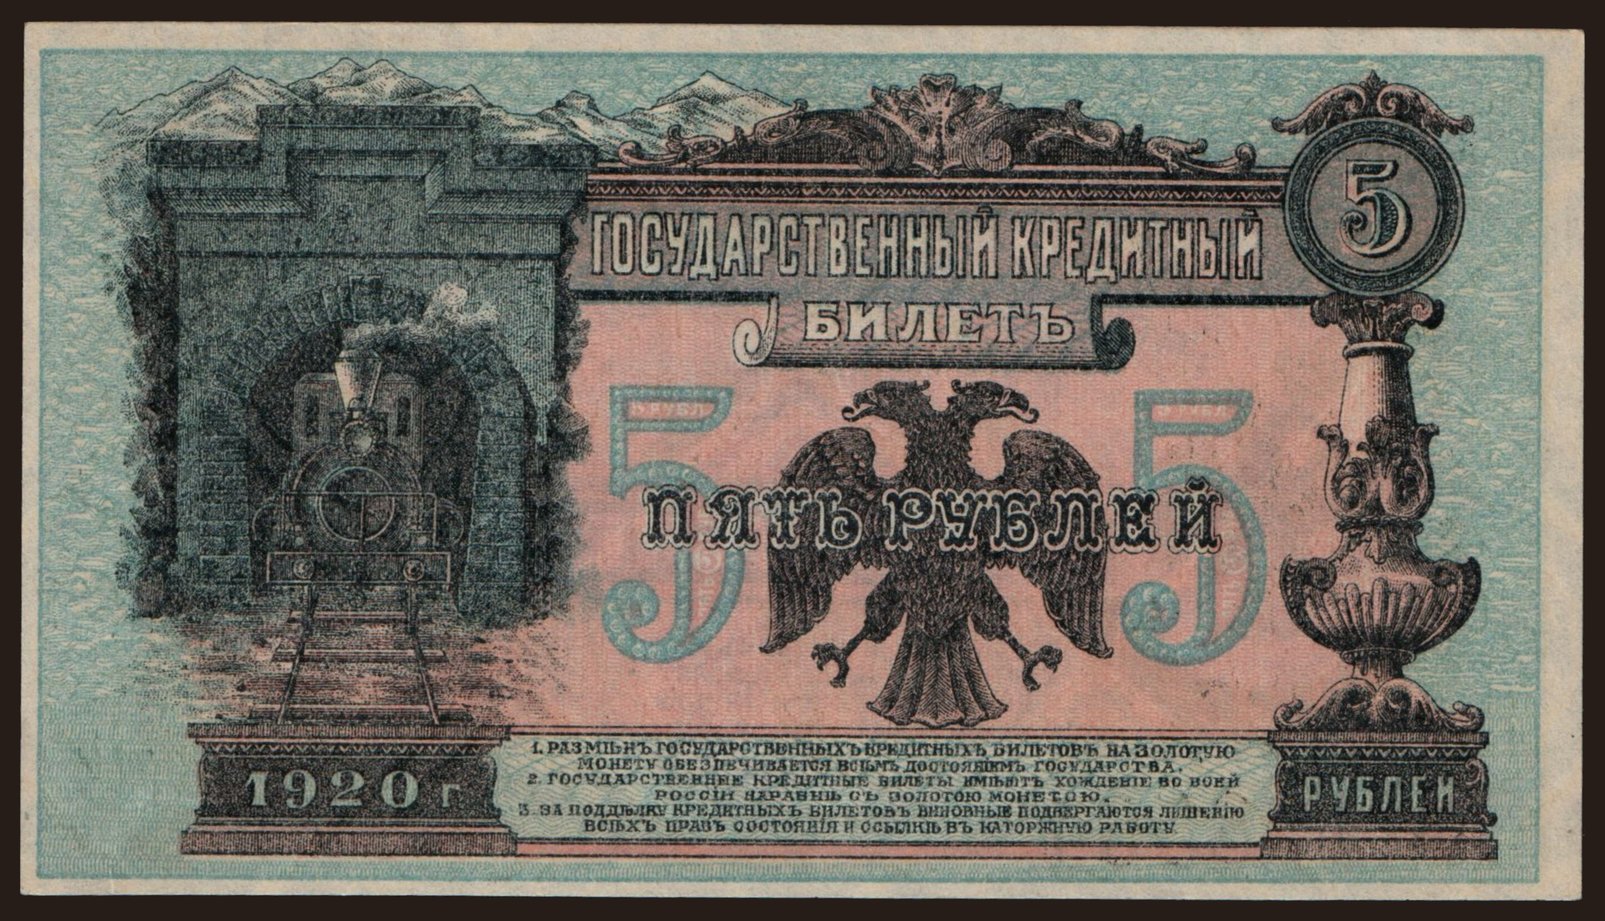 5
ГОСУДАРСТВЕННЫЙ КРЕДИТНЫЙ
БИЛЕТЪ
5 5
ПЯТЬ РУБЛЕЙ
1. РАЗМѢНЪ ГОСУДАРСТВЕННЫХЪ КРЕДИТНЫХЪ БИЛЕТОВЪ НА ЗОЛОТУЮ
МОНЕТУ ОБЕЗПЕЧИВАЕТСЯ ВСѢМЪ ДОСТОЯНІЕМЪ ГОСУДАРСТВА.
2. ГОСУДАРСТВЕННЫЕ КРЕДИТНЫЕ БИЛЕТЫ ИМѢЮТЪ ХОЖДЕНІЕ ВО ВСЕЙ
РОССІИ НАРАВНѢ СЪ ЗОЛОТОЮ МОНЕТОЮ.
3. ЗА ПОДДѢЛКУ КРЕДИТНЫХЪ БИЛЕТОВЪ ВИНОВНЫЕ ПОДВЕРГАЮТСЯ ЛИШЕНІЮ
ВСѢХЪ ПРАВЪ СОСТОЯНІЯ И ССЫЛКѢ ВЪ КАТОРЖНУЮ РАБОТУ
1920 г
РУБЛЕЙ